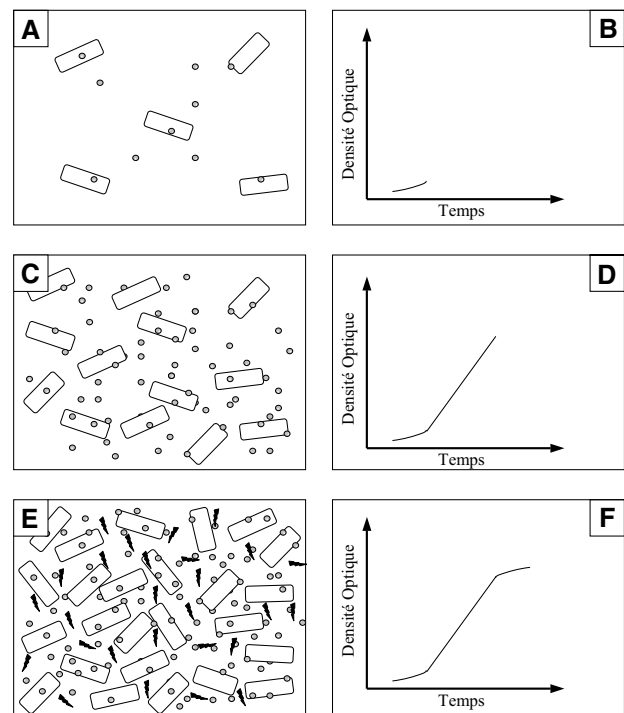 A
B
Densité Optique
Temps
C
D
Densité Optique
Temps
E
F
Densité Optique
Temps